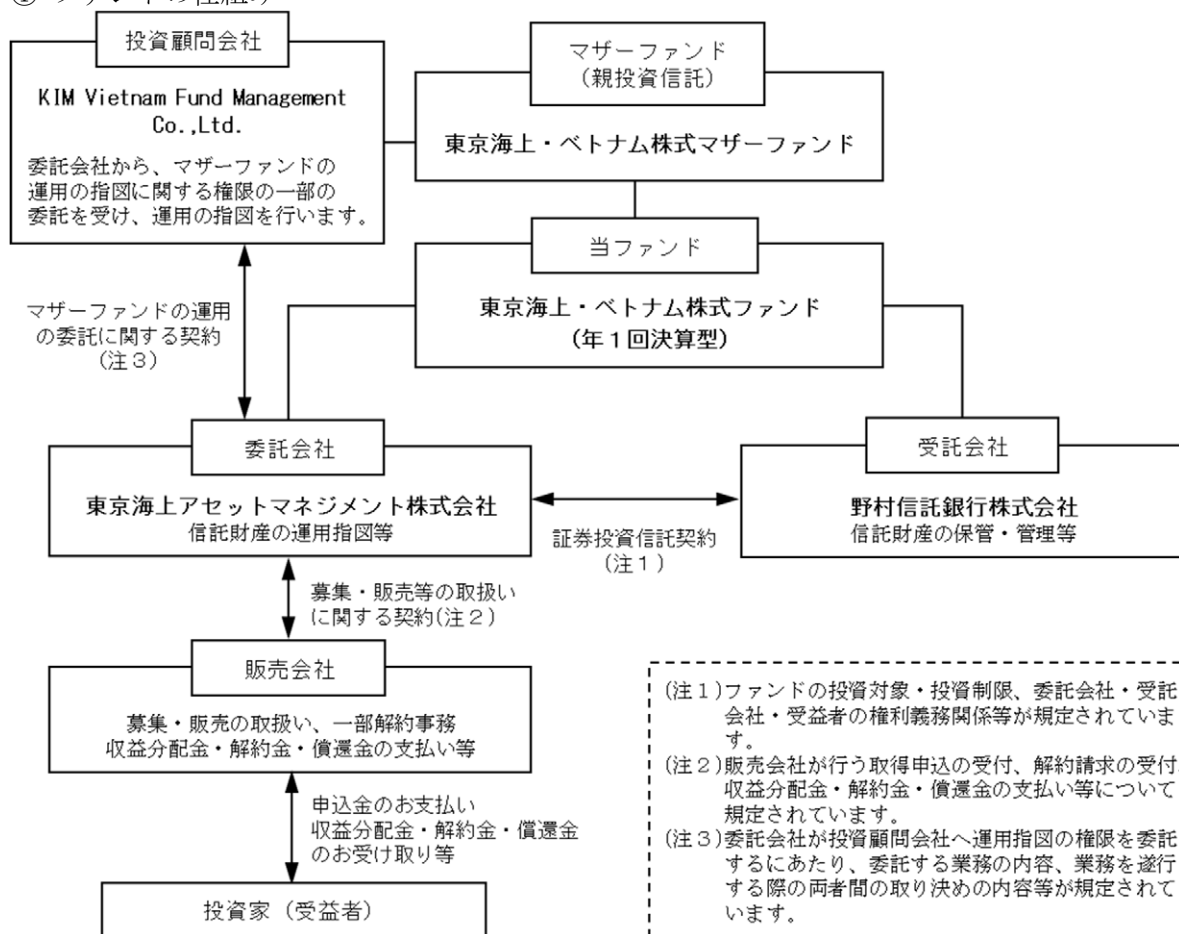 ① ファンドの仕組み
投資顧問会社
KIM Vietnam Fund Management
Co.,Ltd.
委託会社から、マザーファンドの
運用の指図に関する権限の一部の
委託を受け、運用の指図を行います。
マザーファンド
(親投資信託)
東京海上・ベトナム株式マザーファンド
当ファンド
東京海上・ベトナム株式ファンド
(年1回決算型)
マザーファンドの運用
の委託に関する契約
(注3)
委託会社
東京海上アセットマネジメント株式会社
信託財産の運用指図等
証券投資信託契約
(注1)
受託会社
野村信託銀行株式会社
信託財産の保管・管理等
募集・販売等の取扱い
に関する契約(注2)
販売会社
募集・販売の取扱い、一部解約事務
収益分配金・解約金・償還金の支払い等
申込金のお支払い
収益分配金・解約金・償還金
のお受け取り等
投資家(受益者)
(注1)ファンドの投資対象・投資制限、委託会社・受託
会社・受益者の権利義務関係等が規定されていま
す。
(注2)販売会社が行う取得申込の受付、解約請求の受付、
収益分配金・解約金・償還金の支払い等について
規定されています。
(注3)委託会社が投資顧問会社へ運用指図の権限を委託
するにあたり、委託する業務の内容、業務を遂行
する際の両者間の取り決めの内容等が規定されて
います。